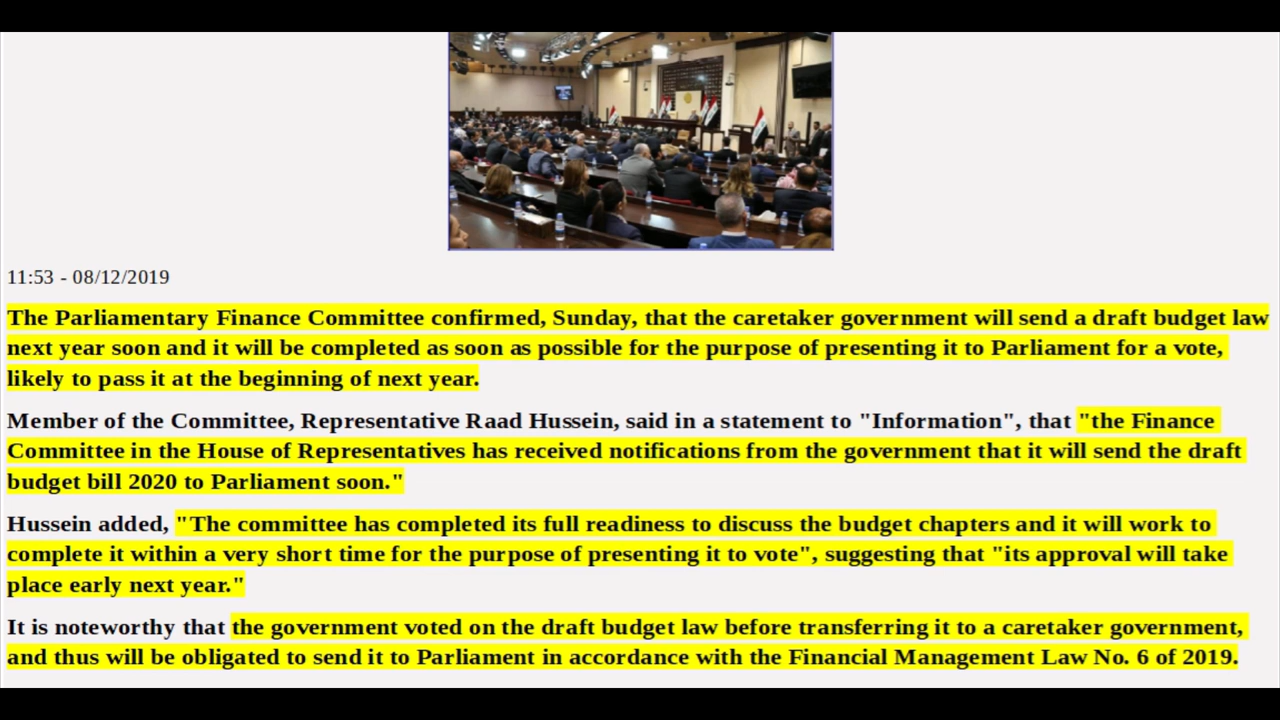 11:53 - 08/12/2019
The Parliamentary Finance Committee confirmed, Sunday, that the caretaker government will send a draft budget law
next year soon and it will be completed as soon as possible for the purpose of presenting it to Parliament for a vote,
likely to pass it at the beginning of next year.
Member of the Committee, Representative Raad Hussein, said in a statement to "Information", that "the Finance
Committee in the House of Representatives has received notifications from the government that it will send the draft
budget bill 2020 to Parliament soon."
Hussein added, "The committee has completed its full readiness to discuss the budget chapters and it will work to
complete it within a very short time for the purpose of presenting it to vote", suggesting that "its approval will take
place early next year."
It is noteworthy that the government voted on the draft budget law before transferring it to a caretaker government,
and thus will be obligated to send it to Parliament in accordance with the Financial Management Law No. 6 of 2019.